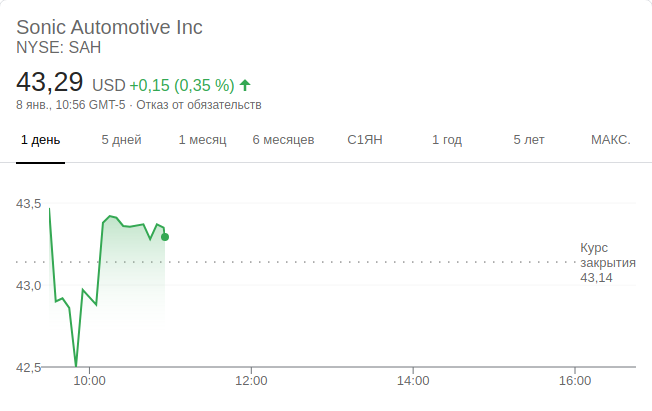 Sonic Automotive Inc
NYSE: SAH
43,29 USD +0,15 (0,35 %)
8 янв., 10:56 GMT-5 · Отказ от обязательств
1 день 5 дней 1 месяц 6 месяцев С1ЯН 1 год 5 лет МАКС.
43,5
Курс
закрытия
43,14
43,0
42,5
10:00 12:00 14:00 16:00